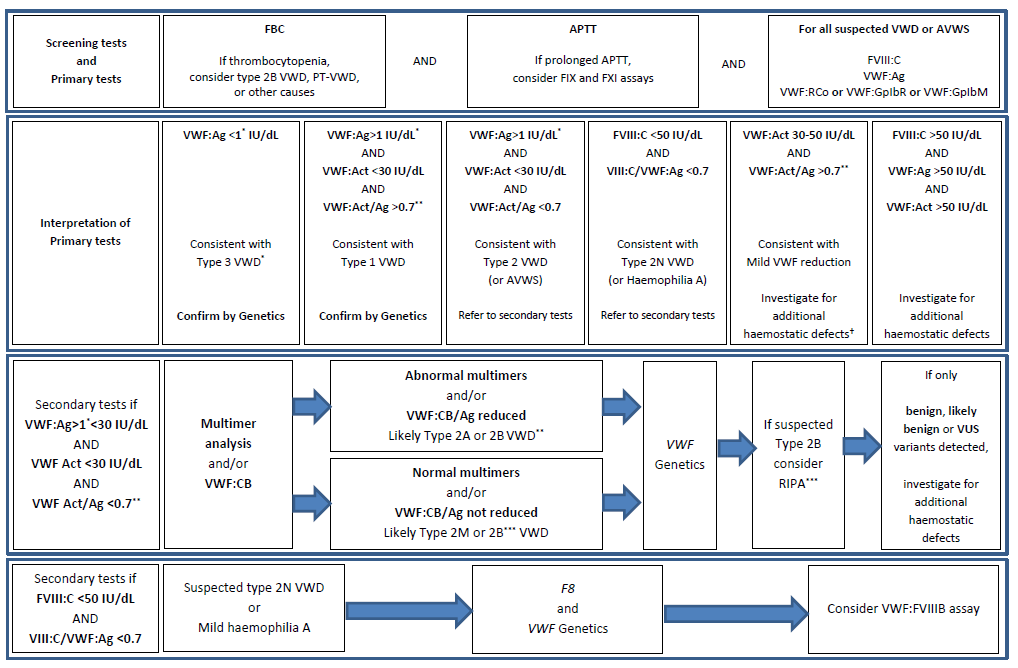 Screening tests
and
Primary tests
FBC
If thrombocytopenia,
consider type 2B VWD, PT-VWD,
or other causes
AND
APTT
If prolonged APTT,
consider FIX and FXI assays
AND
For all suspected VWD or AVWS
FVIII:C
VWF:Ag
VWF:RCo or VWF:GpIbR or VWF:GpIbM
Interpretation of
Primary tests
VWF:Ag <1* IU/dL
Consistent with
Type 3 VWD*
Confirm by Genetics
VWF:Ag>1 IU/dL*
AND
VWF:Act <30 IU/dL
AND
VWF:Act/Ag >0.7**
Consistent with
Type 1 VWD
Confirm by Genetics
VWF:Ag>1 IU/dL*
AND
VWF:Act <30 IU/dL
AND
VWF:Act/Ag <0.7
Consistent with
Type 2 VWD
(or AVWS)
Refer to secondary tests
FVIII:C <50 IU/dL
AND
VIII:C/VWF:Ag <0.7
Consistent with
Type 2N VWD
(or Haemophilia A)
Refer to secondary tests
VWF:Act 30-50 IU/dL
AND
VWF:Act/Ag >0.7**
Consistent with
Mild VWF reduction
Investigate for
additional
haemostatic defects†
FVIII:C >50 IU/dL
AND
VWF:Ag >50 IU/dL
AND
VWF:Act >50 IU/dL
Investigate for
additional
haemostatic defects
Secondary tests if
VWF:Ag>1*<30 IU/dL
AND
VWF Act <30 IU/dL
AND
VWF Act/Ag <0.7**
Multimer
analysis
and/or
VWF:CB
Abnormal multimers
and/or
VWF:CB/Ag reduced
Likely Type 2A or 2B VWD**
Normal multimers
and/or
VWF:CB/Ag not reduced
Likely Type 2M or 2B*** VWD
VWF
Genetics
If suspected
Type 2B
consider
RIPA***
If only
benign, likely
benign or VUS
variants detected,
investigate for
additional
haemostatic
defects
Secondary tests if
FVIII:C <50 IU/dL
AND
VIII:C/VWF:Ag <0.7
Suspected type 2N VWD
or
Mild haemophilia A
F8
and
VWF Genetics
Consider VWF:FVIIIB assay